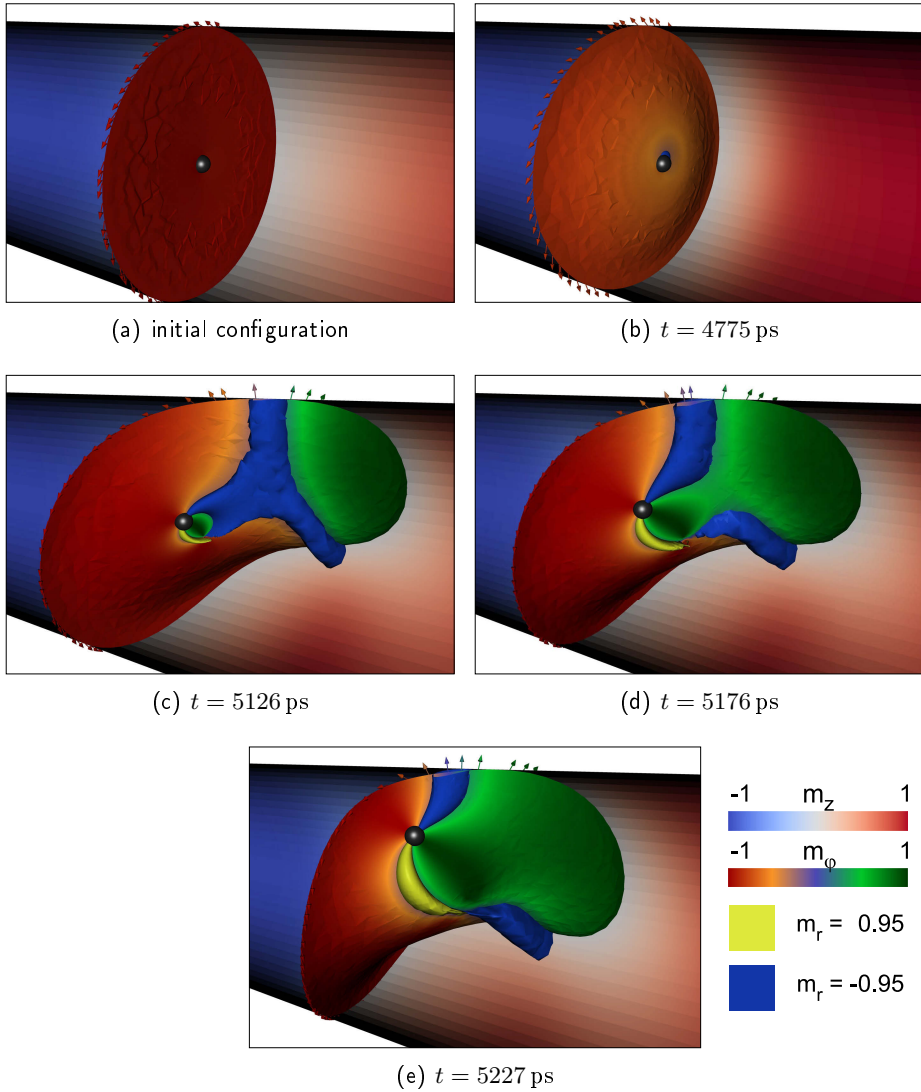 (a) initial configuration
(b) t = 4775 ps
(c) t = 5126 ps
(d) t = 5176 ps
-1 m_z 1
-1 m_φ 1
m_r = 0.95
m_r = -0.95
(e) t = 5227 ps